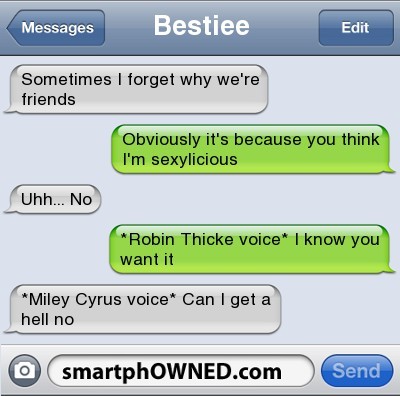 Messages
Bestiee
Edit
Sometimes I forget why we're
friends
Obviously it's because you think
I'm sexylicious
Uhh... No
*Robin Thicke voice* I know you
want it
*Miley Cyrus voice* Can I get a
hell no
smartphOWNED.com
Send